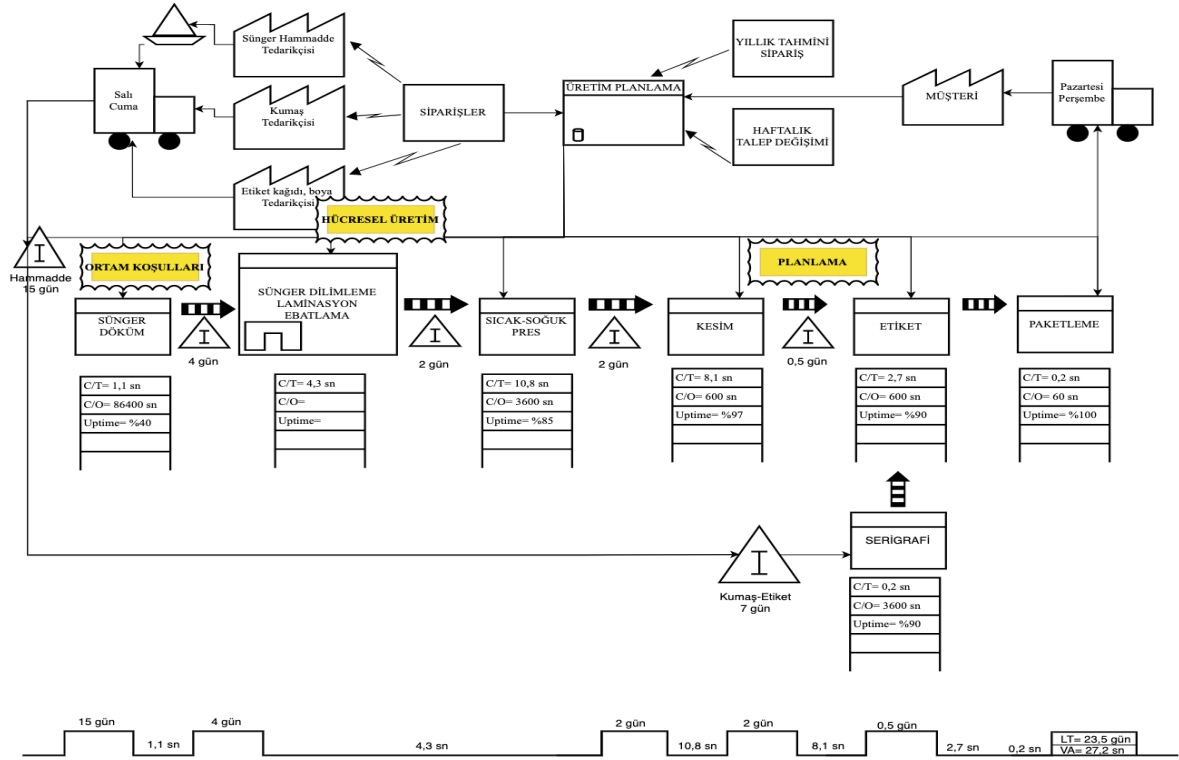 Sünger Hammadde
Tedarikçisi
YILLIK TAHMİNİ
SİPARİŞ
Salı
Cuma
Kumaş
Tedarikçisi
SİPARİŞLER
ÜRETİM PLANLAMA
MÜŞTERİ
Pazartesi
Perşembe
HAFTALIK
TALEP DEĞİŞİMİ
Etiket kağıdı, boya
Tedarikçisi
HÜCRESEL ÜRETİM
I
Hammadde
15 gün
ORTAM KOŞULLARI
PLANLAMA
SÜNGER
DÖKÜM
I
4 gün
SÜNGER DİLİMLEME
LAMİNASYON
EBATLAMA
I
2 gün
SICAK-SOĞUK
PRES
I
2 gün
KESİM
I
0,5 gün
ETİKET
PAKETLEME
C/T= 1,1 sn
C/O= 86400 sn
Uptime= %40
C/T= 4,3 sn
C/O=
Uptime=
C/T= 10,8 sn
C/O= 3600 sn
Uptime= %85
C/T= 8,1 sn
C/O= 600 sn
Uptime= %97
C/T= 2,7 sn
C/O= 600 sn
Uptime= %90
C/T= 0,2 sn
C/O= 60 sn
Uptime= %100
I
Kumaş-Etiket
7 gün
SERİGRAFİ
C/T= 0,2 sn
C/O= 3600 sn
Uptime= %90
15 gün
1,1 sn
4 gün
4,3 sn
2 gün
10,8 sn
2 gün
8,1 sn
0,5 gün
2,7 sn
0,2 sn
LT= 23,5 gün
VA= 27,2 sn